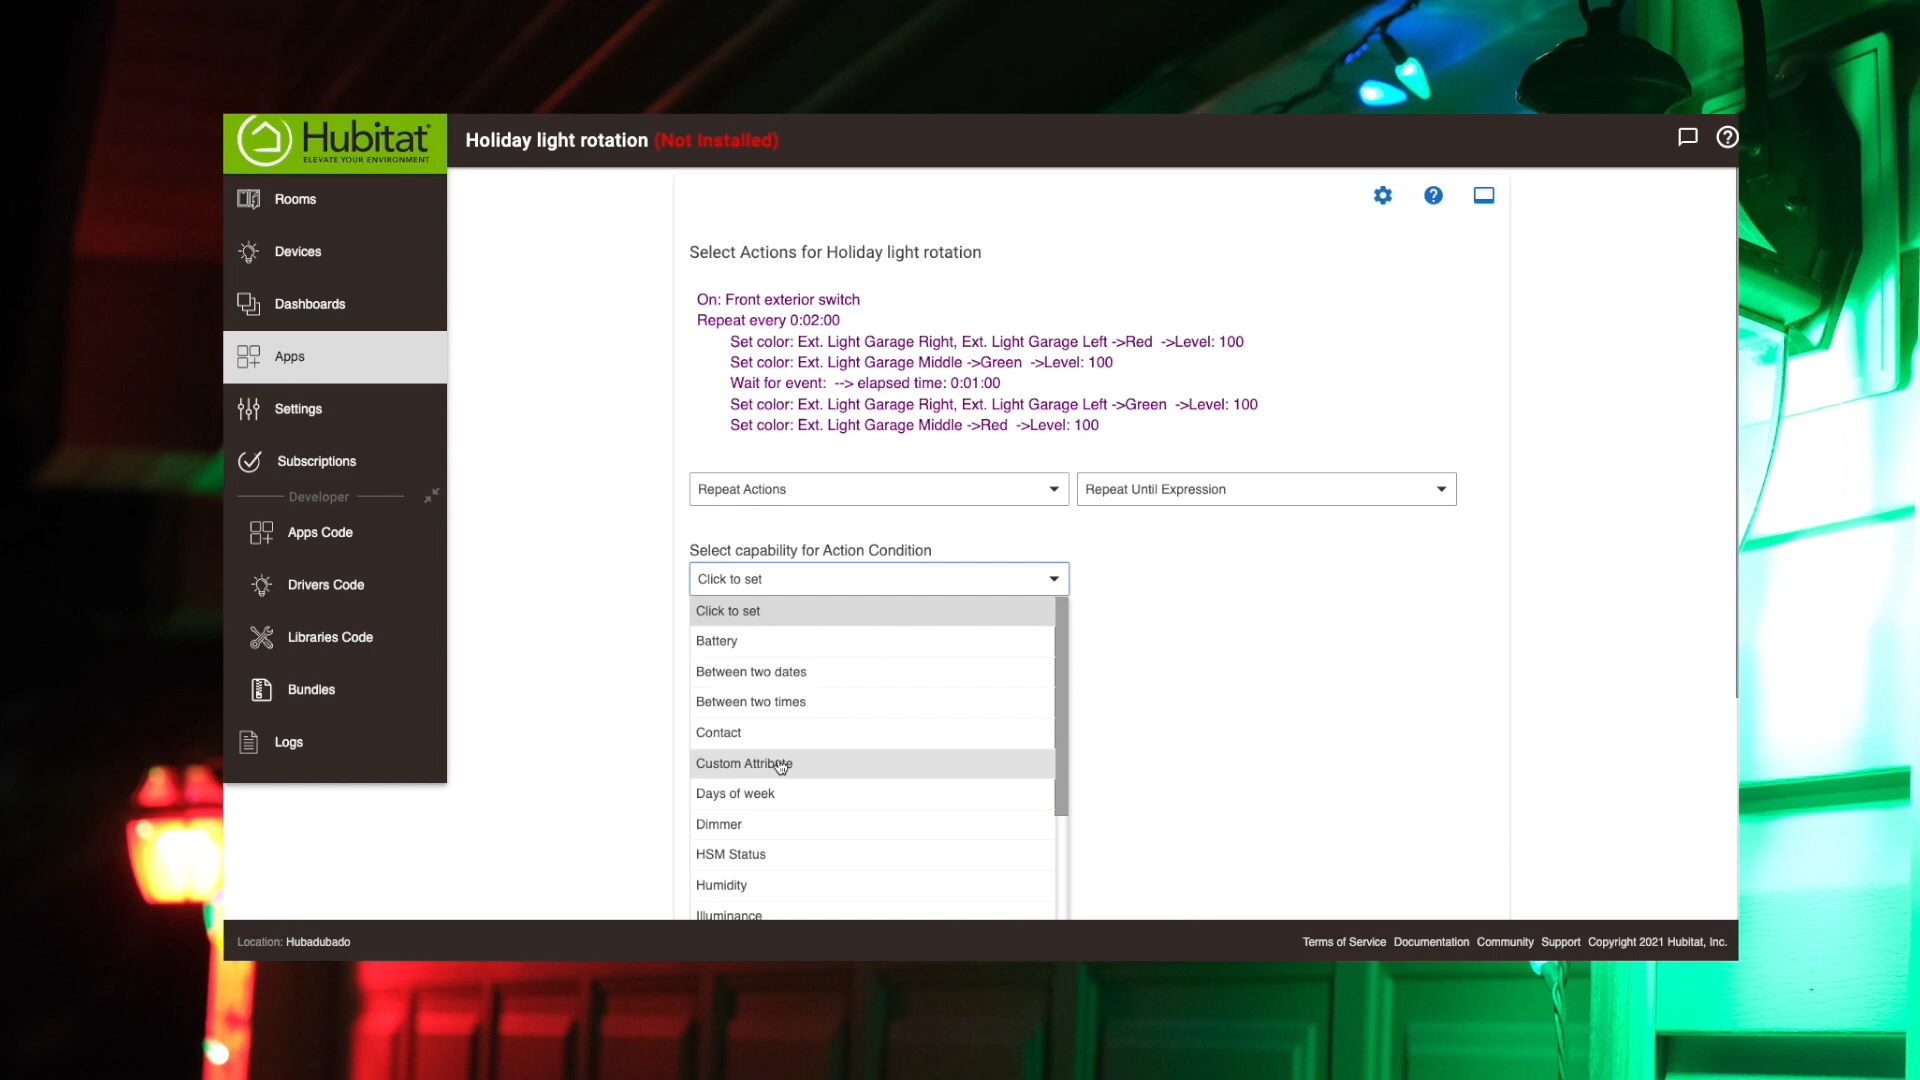 Hubitat®
ELEVATE YOUR ENVIRONMENT
Holiday light rotation (Not Installed)
Rooms
Devices
Dashboards
Apps
Settings
Subscriptions
Developer
Apps Code
Drivers Code
Libraries Code
Bundles
Logs
Select Actions for Holiday light rotation
On: Front exterior switch
Repeat every 0:02:00
Set color: Ext. Light Garage Right, Ext. Light Garage Left ->Red ->Level: 100
Set color: Ext. Light Garage Middle ->Green ->Level: 100
Wait for event: --> elapsed time: 0:01:00
Set color: Ext. Light Garage Right, Ext. Light Garage Left ->Green ->Level: 100
Set color: Ext. Light Garage Middle ->Red ->Level: 100
Repeat Actions
Repeat Until Expression
Select capability for Action Condition
Click to set
Click to set
Battery
Between two dates
Between two times
Contact
Custom Attribute
Days of week
Dimmer
HSM Status
Humidity
Illuminance
Location: Hubadubado
Terms of Service Documentation Community Support Copyright 2021 Hubitat, Inc.